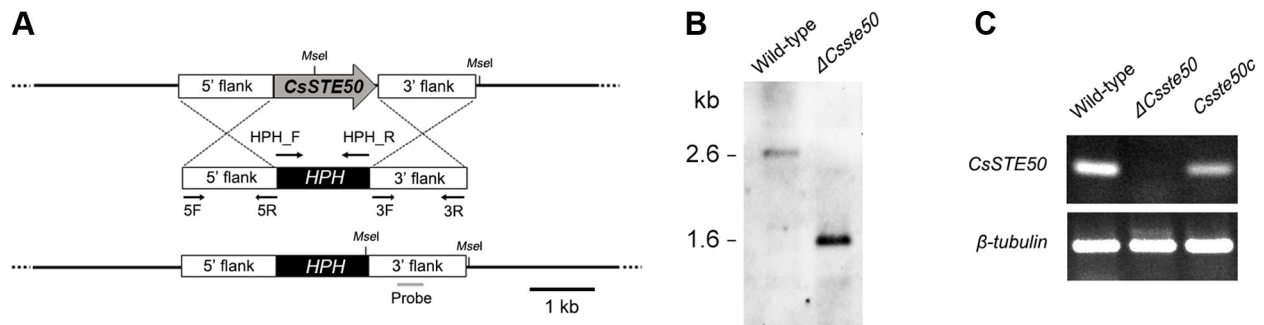 A
MseI
MseI
5’ flank
CsSTE50
3’ flank
HPH_F
HPH_R
5’ flank
HPH
3’ flank
5F
5R
3F
3R
MseI
MseI
5’ flank
HPH
3’ flank
Probe
1 kb
B
Wild-type
ΔCsste50
kb
2.6 –
1.6 –
C
Wild-type
ΔCsste50
Csste50c
CsSTE50
β-tubulin